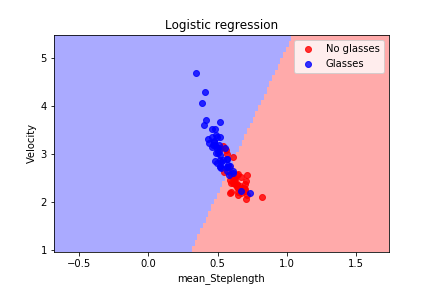 Logistic regression
No glasses
Glasses
Velocity
5
4
3
2
1
−0.5
0.0
0.5
1.0
1.5
mean_Steplength